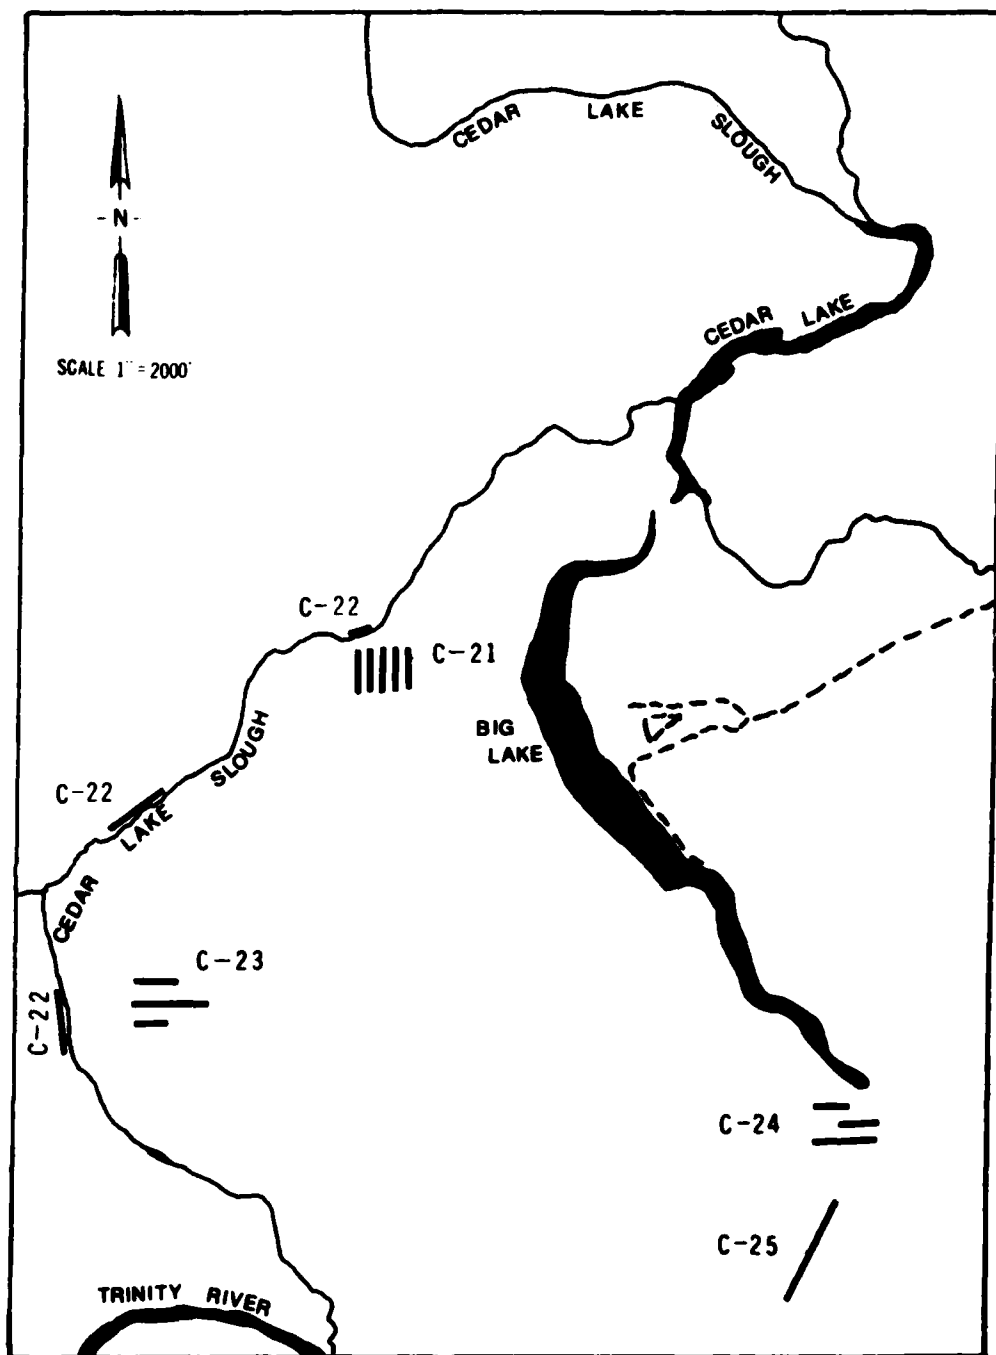 CEDAR LAKE SLOUGH
- N -
CEDAR LAKE
SCALE 1" = 2000'
C-22
C-21
SLOUGH
BIG
LAKE
C-22
LAKE
CEDAR
C-23
C-22
C-24
C-25
TRINITY RIVER